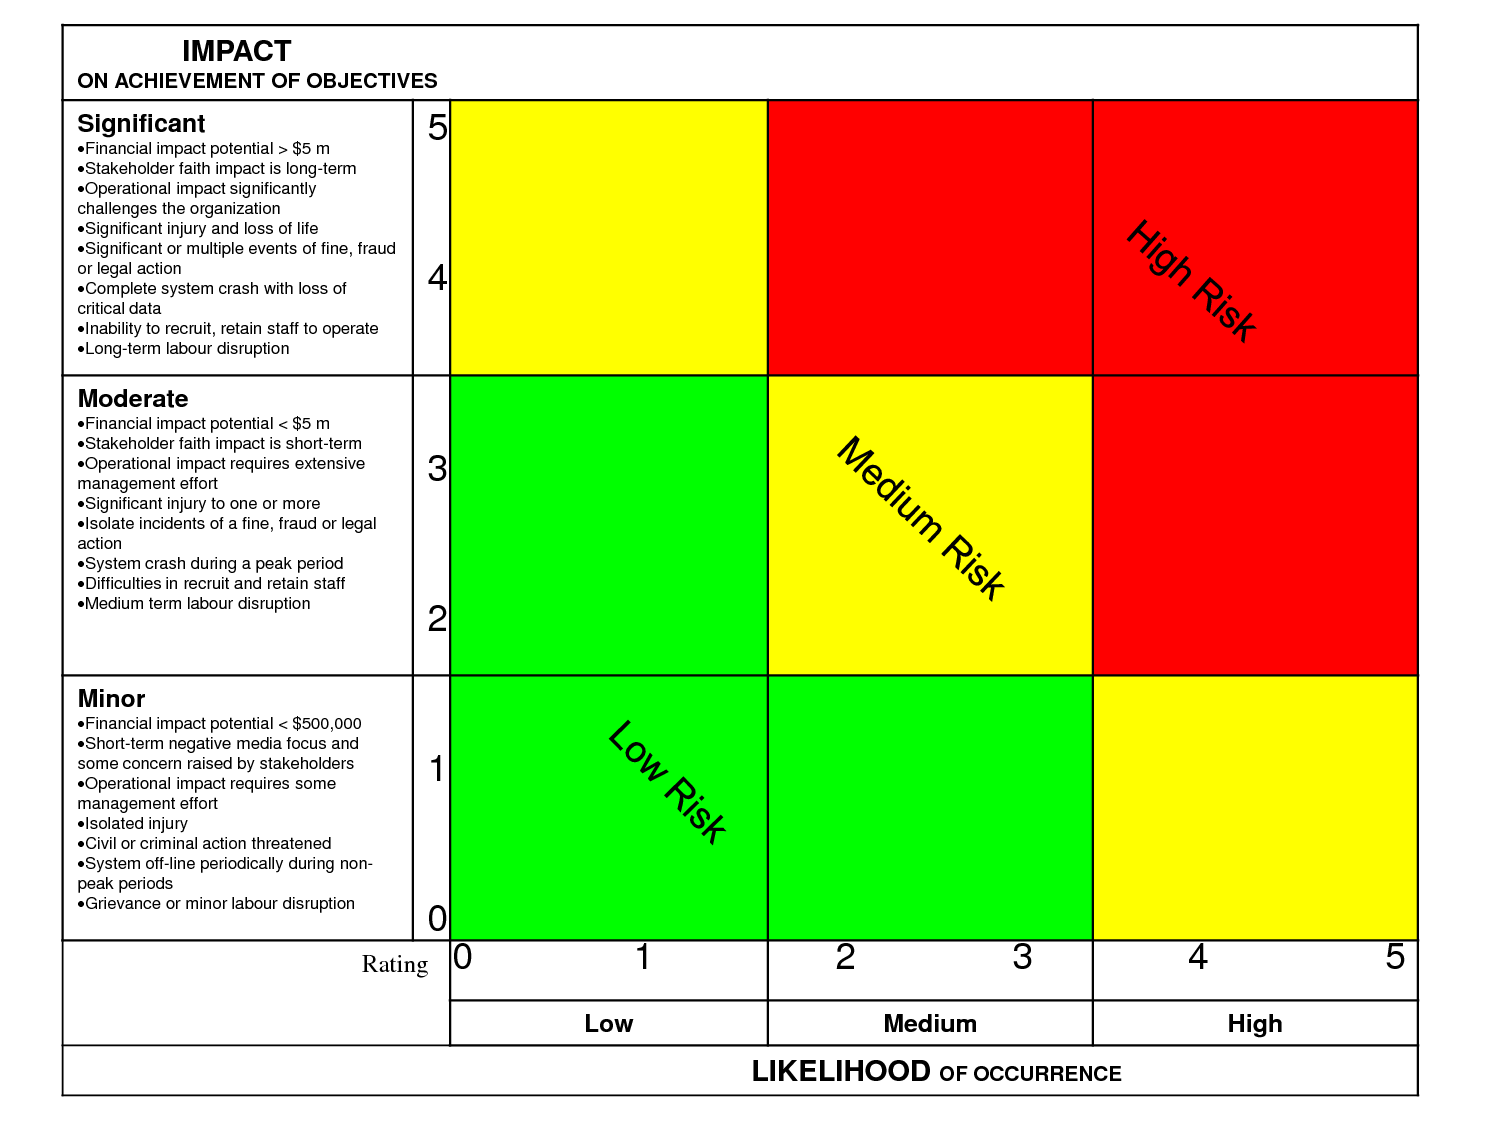 IMPACT
ON ACHIEVEMENT OF OBJECTIVES
Significant
•Financial impact potential > $5 m
•Stakeholder faith impact is long-term
•Operational impact significantly
challenges the organization
•Significant injury and loss of life
•Significant or multiple events of fine, fraud
or legal action
•Complete system crash with loss of
critical data
•Inability to recruit, retain staff to operate
•Long-term labour disruption
5
4
High Risk
Moderate
•Financial impact potential < $5 m
•Stakeholder faith impact is short-term
•Operational impact requires extensive
management effort
•Significant injury to one or more
•Isolate incidents of a fine, fraud or legal
action
•System crash during a peak period
•Difficulties in recruit and retain staff
•Medium term labour disruption
3
2
Medium Risk
Minor
•Financial impact potential < $500,000
•Short-term negative media focus and
some concern raised by stakeholders
•Operational impact requires some
management effort
•Isolated injury
•Civil or criminal action threatened
•System off-line periodically during non-
peak periods
•Grievance or minor labour disruption
1
0
Low Risk
Rating 0 1 2 3 4 5
Low Medium High
LIKELIHOOD OF OCCURRENCE